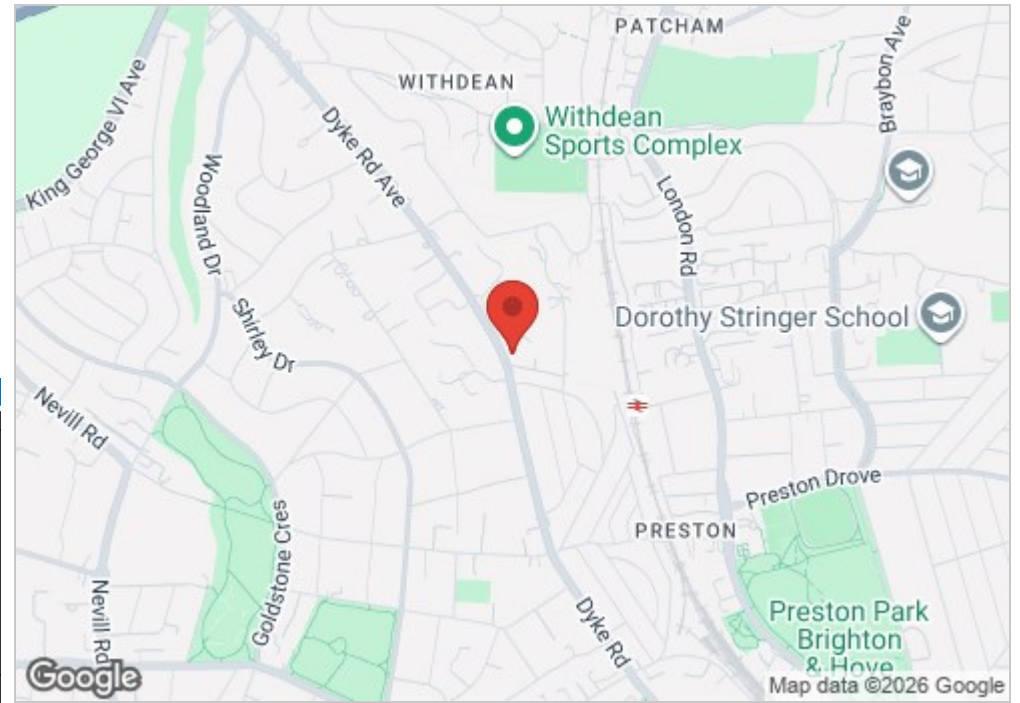 PATCHAM
WITHDEAN
Withdean
Sports Complex
Braybon Ave
King George VI Ave
Dyke Rd Ave
Woodland Dr
London Rd
Shirley Dr
Dorothy Stringer School
Nevill Rd
Preston Drove
PRESTON
Goldstone Cres
Nevill Rd
Dyke Rd
Preston Park
Brighton
& Hove
Google
Map data ©2026 Google